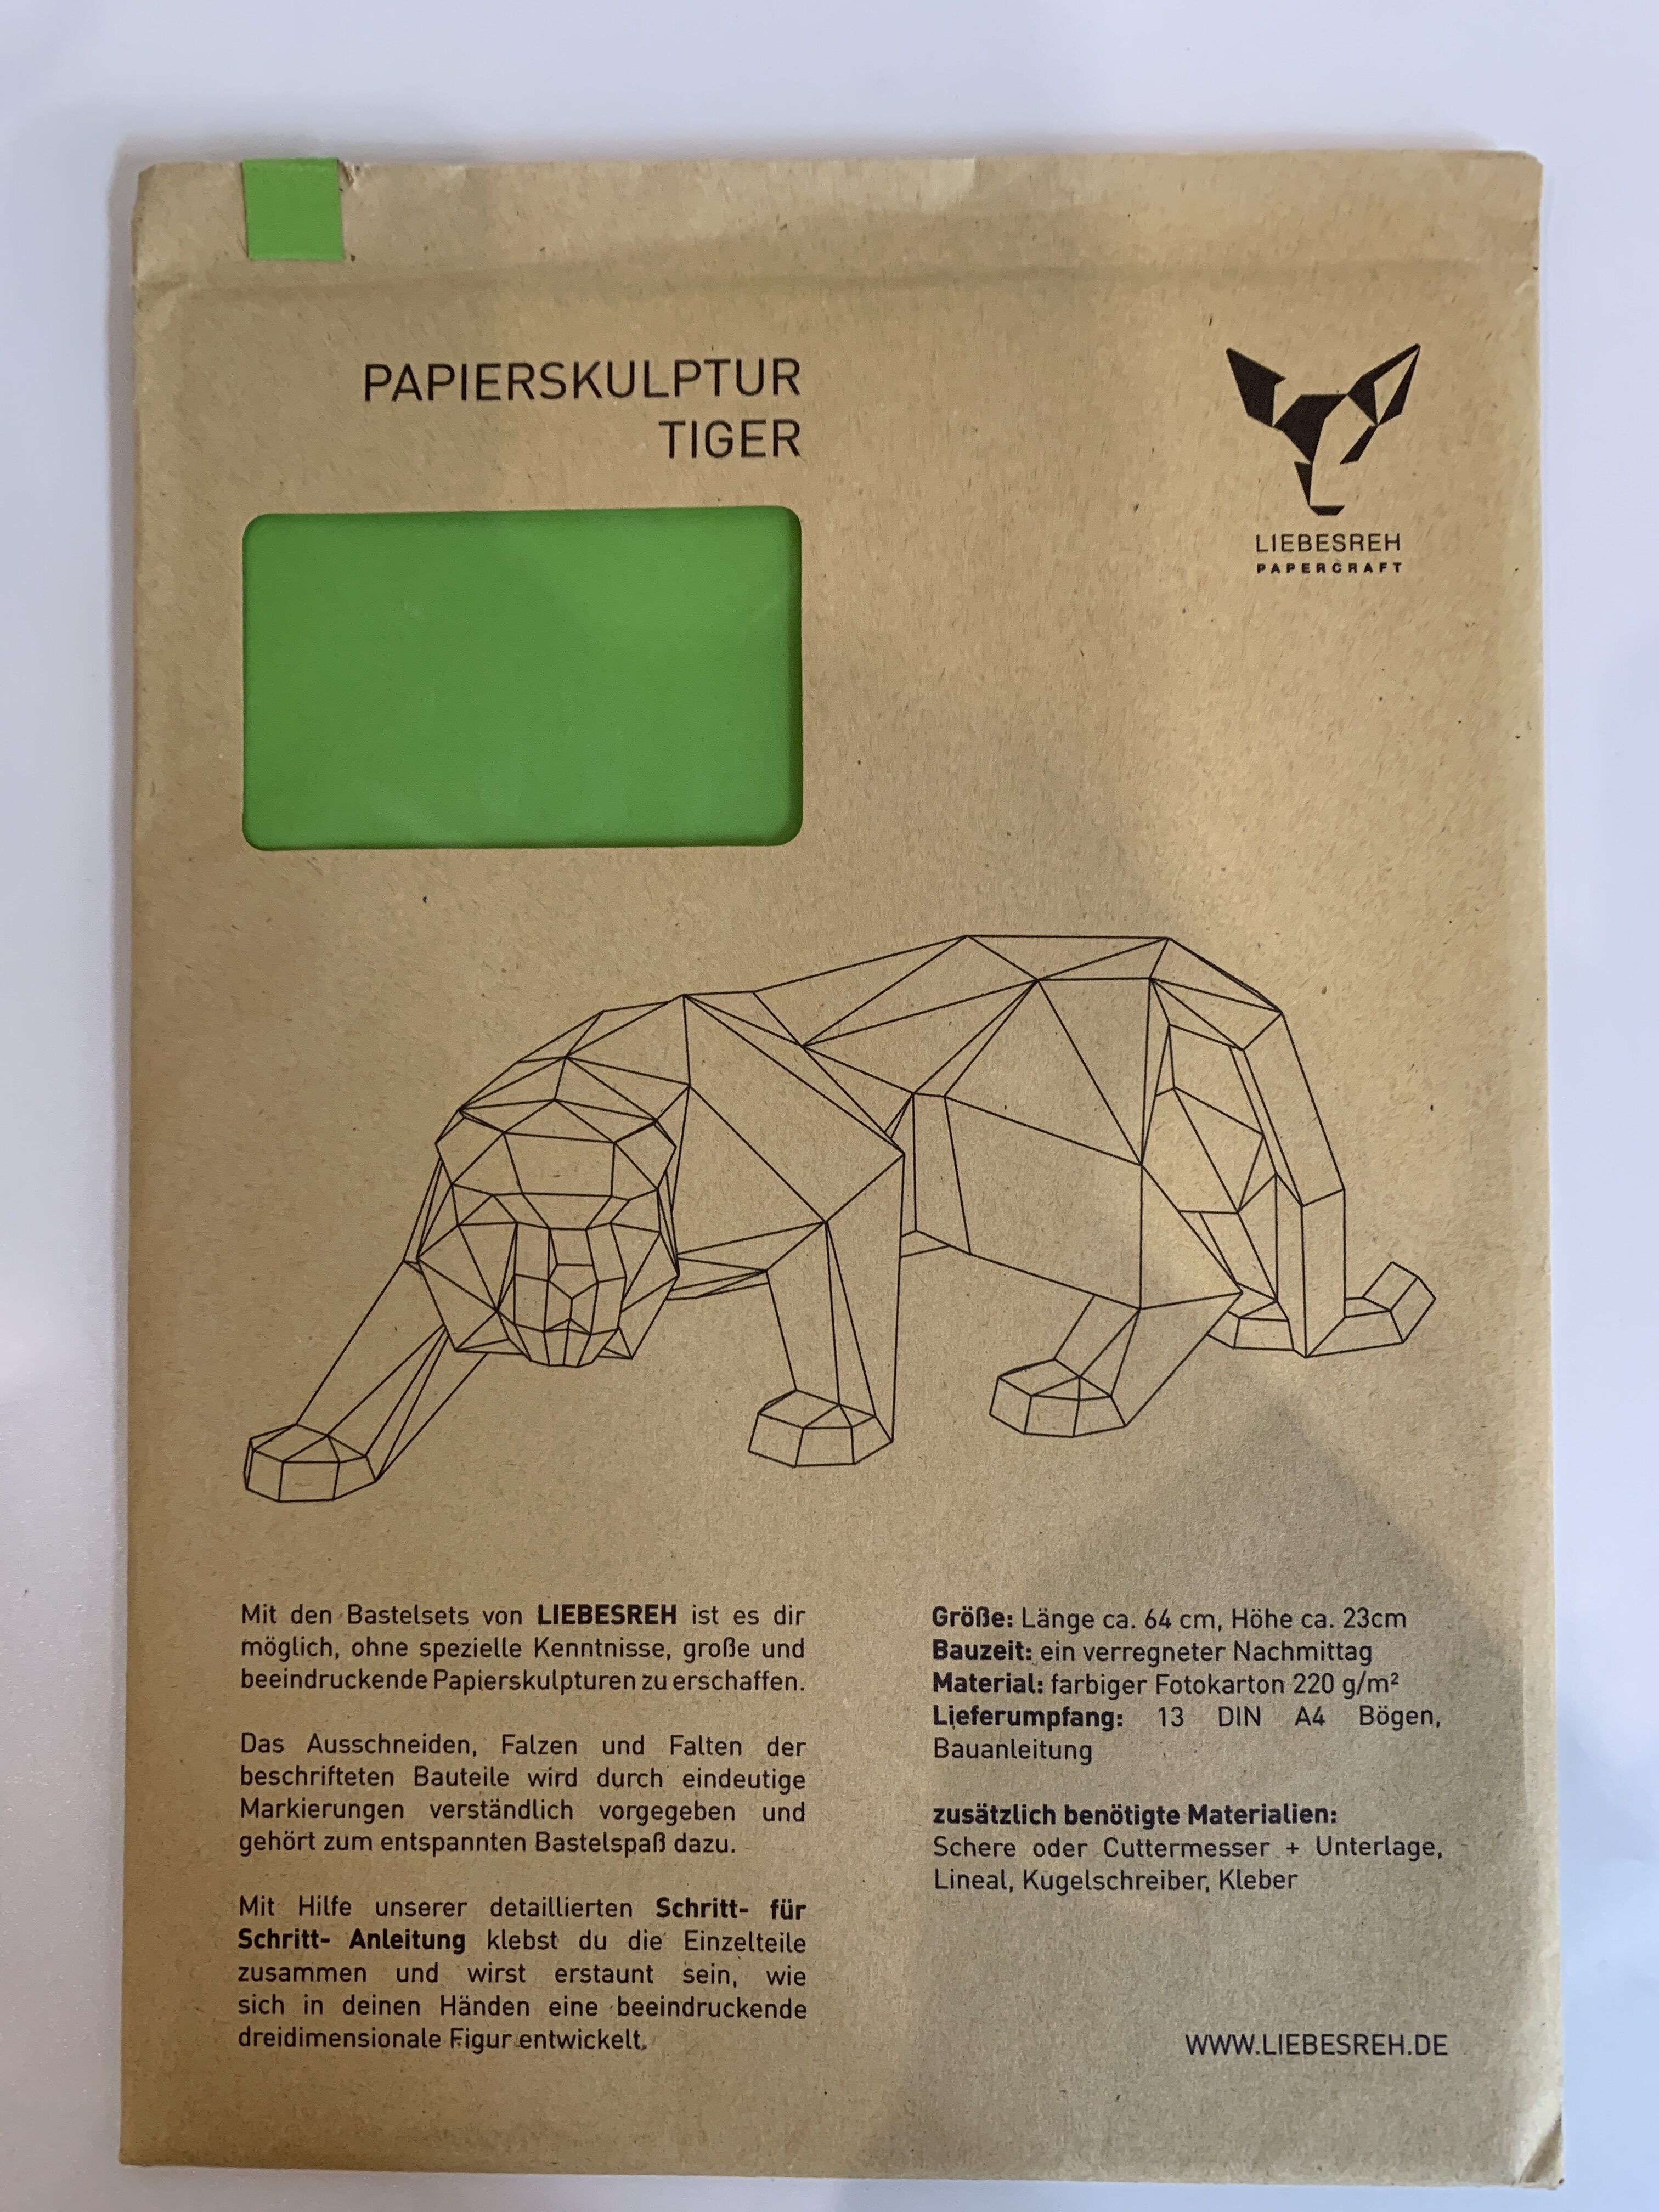 PAPIERSKULPTUR
TIGER
LIEBESREH
PAPERCRAFT
Mit den Bastelsets von LIEBESREH ist es dir
möglich, ohne spezielle Kenntnisse, große und
beeindruckende Papierskulpturen zu erschaffen.
Das Ausschneiden, Falzen und Falten der
beschrifteten Bauteile wird durch eindeutige
Markierungen verständlich vorgegeben und
gehört zum entspannten Bastelspaß dazu.
Mit Hilfe unserer detaillierten Schritt- für
Schritt- Anleitung klebst du die Einzelteile
zusammen und wirst erstaunt sein, wie
sich in deinen Händen eine beeindruckende
dreidimensionale Figur entwickelt.
Größe: Länge ca. 64 cm, Höhe ca. 23cm
Bauzeit: ein verregneter Nachmittag
Material: farbiger Fotokarton 220 g/m²
Lieferumpfang: 13 DIN A4 Bögen,
Bauanleitung
zusätzlich benötigte Materialien:
Schere oder Cuttermesser + Unterlage,
Lineal, Kugelschreiber, Kleber
WWW.LIEBESREH.DE